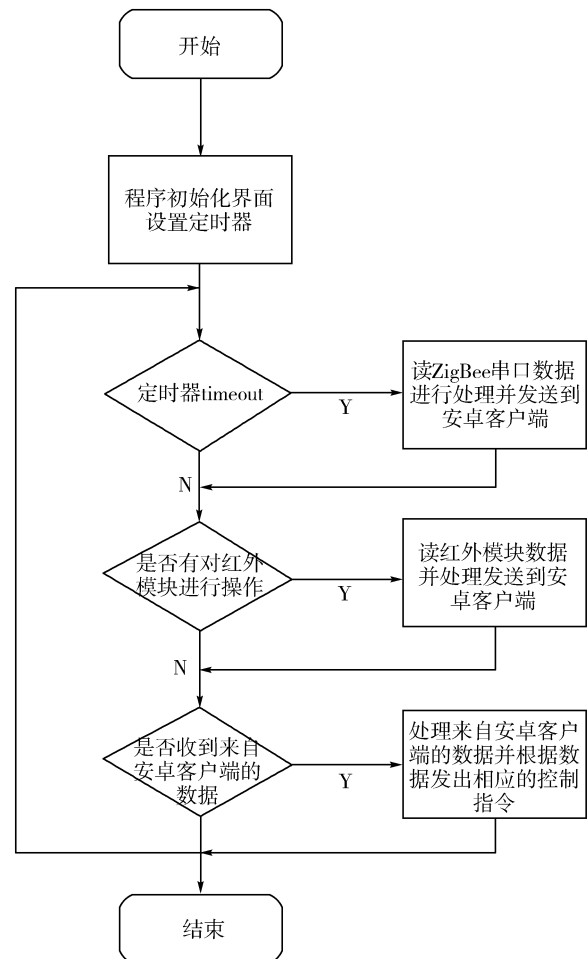 开始
程序初始化界面
设置定时器
定时器timeout
Y
读ZigBee串口数据
进行处理并发送到
安卓客户端
N
是否有对红外
模块进行操作
Y
读红外模块数据
并处理发送到安
卓客户端
N
是否收到来自
安卓客户端的
数据
Y
处理来自安卓客户
端的数据并根据数
据发出相应的控制
指令
结束